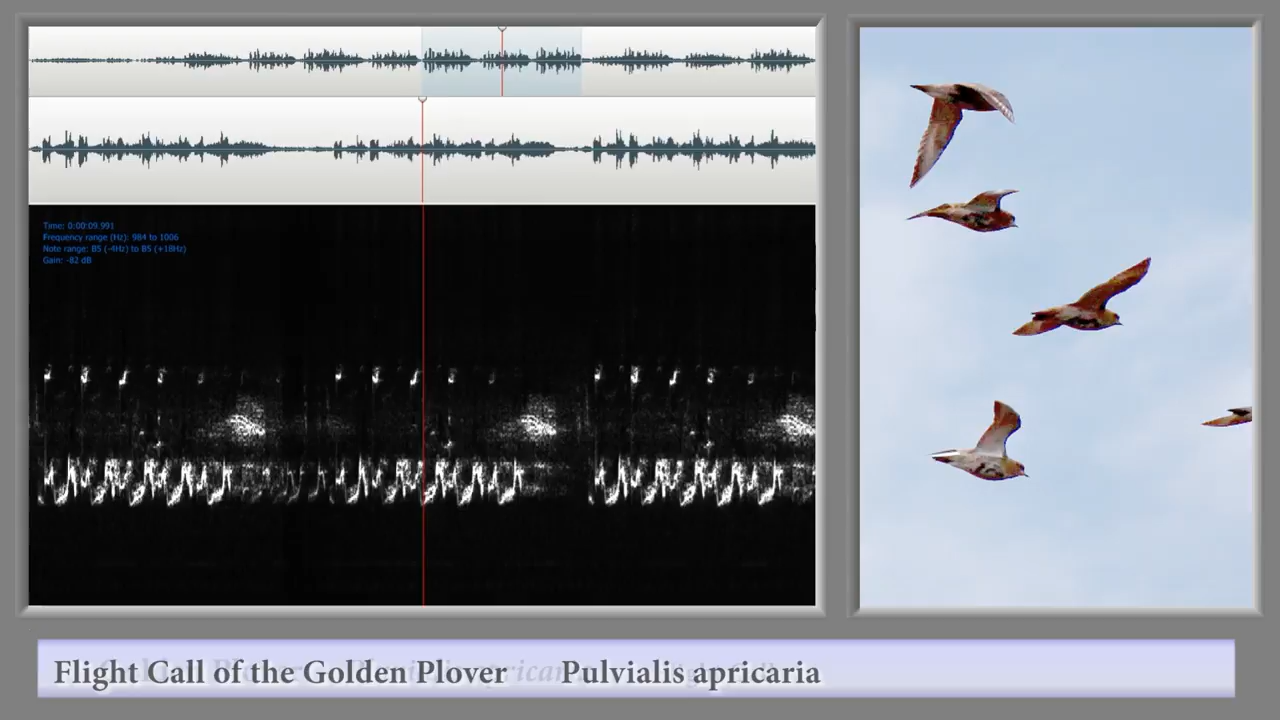 Time: 0:00:09.991
Frequency range (Hz): 984 to 1006
Note range: B5 (-4Hz) to B5 (+18Hz)
Gain: -82 dB
Flight Call of the Golden Plover Pulvialis apricaria